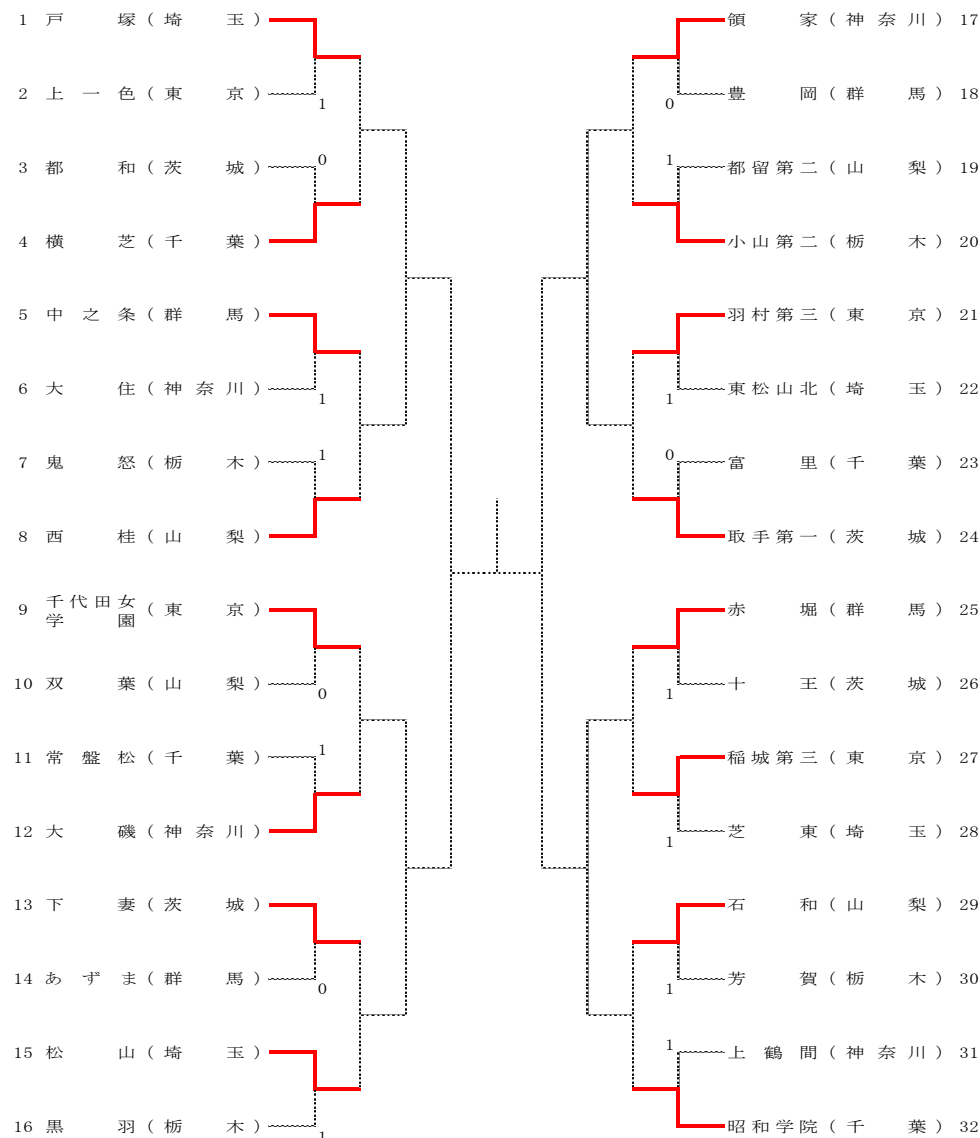 1 戸塚（埼玉）
2 上一色（東京）
1
3 都和（茨城）
0
4 横芝（千葉）
5 中之条（群馬）
6 大住（神奈川）
1
7 鬼怒（栃木）
1
8 西桂（山梨）
9 千代田女
学園（東京）
10 双葉（山梨）
0
11 常盤松（千葉）
1
12 大磯（神奈川）
13 下妻（茨城）
14 あずま（群馬）
0
15 松山（埼玉）
16 黒羽（栃木）
1
領家（神奈川） 17
0
豊岡（群馬） 18
1
都留第二（山梨） 19
小山第二（栃木） 20
羽村第三（東京） 21
1
東松山北（埼玉） 22
0
富里（千葉） 23
取手第一（茨城） 24
赤堀（群馬） 25
1
十王（茨城） 26
稲城第三（東京） 27
1
芝東（埼玉） 28
石和（山梨） 29
1
芳賀（栃木） 30
1
上鶴間（神奈川） 31
昭和学院（千葉） 32